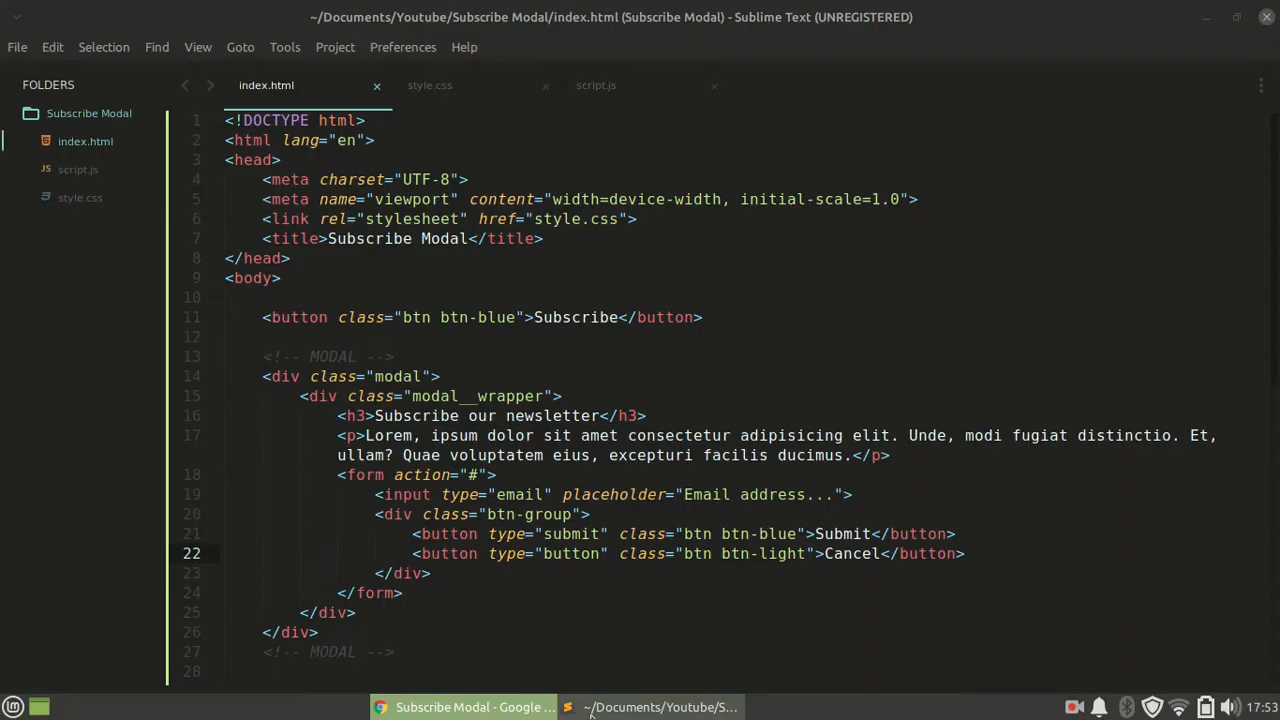 ~/Documents/Youtube/Subscribe Modal/index.html (Subscribe Modal) - Sublime Text (UNREGISTERED)
File Edit Selection Find View Goto Tools Project Preferences Help
FOLDERS
Subscribe Modal
index.html
JS script.js
style.css
index.html × style.css × script.js ×
1 <!DOCTYPE html>
2 <html lang="en">
3 <head>
4 <meta charset="UTF-8">
5 <meta name="viewport" content="width=device-width, initial-scale=1.0">
6 <link rel="stylesheet" href="style.css">
7 <title>Subscribe Modal</title>
8 </head>
9 <body>
10
11 <button class="btn btn-blue">Subscribe</button>
12
13 <!-- MODAL -->
14 <div class="modal">
15 <div class="modal__wrapper">
16 <h3>Subscribe our newsletter</h3>
17 <p>Lorem, ipsum dolor sit amet consectetur adipisicing elit. Unde, modi fugiat distinctio. Et,
ullam? Quae voluptatem eius, excepturi facilis ducimus.</p>
18 <form action="#">
19 <input type="email" placeholder="Email address...">
20 <div class="btn-group">
21 <button type="submit" class="btn btn-blue">Submit</button>
22 <button type="button" class="btn btn-light">Cancel</button>
23 </div>
24 </form>
25 </div>
26 </div>
27 <!-- MODAL -->
28
Subscribe Modal - Google ... ~/Documents/Youtube/S... 17:53